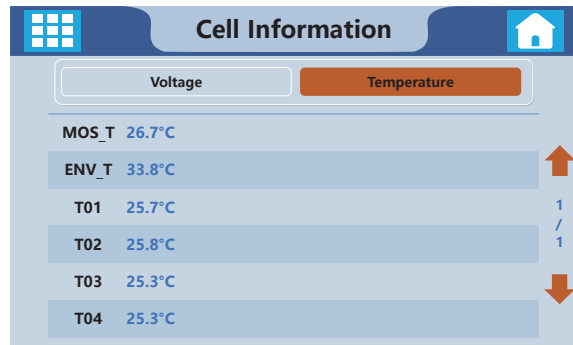 Cell Information
Voltage Temperature
MOS_T 26.7°C
ENV_T 33.8°C
T01 25.7°C
T02 25.8°C
T03 25.3°C
T04 25.3°C
1
/
1